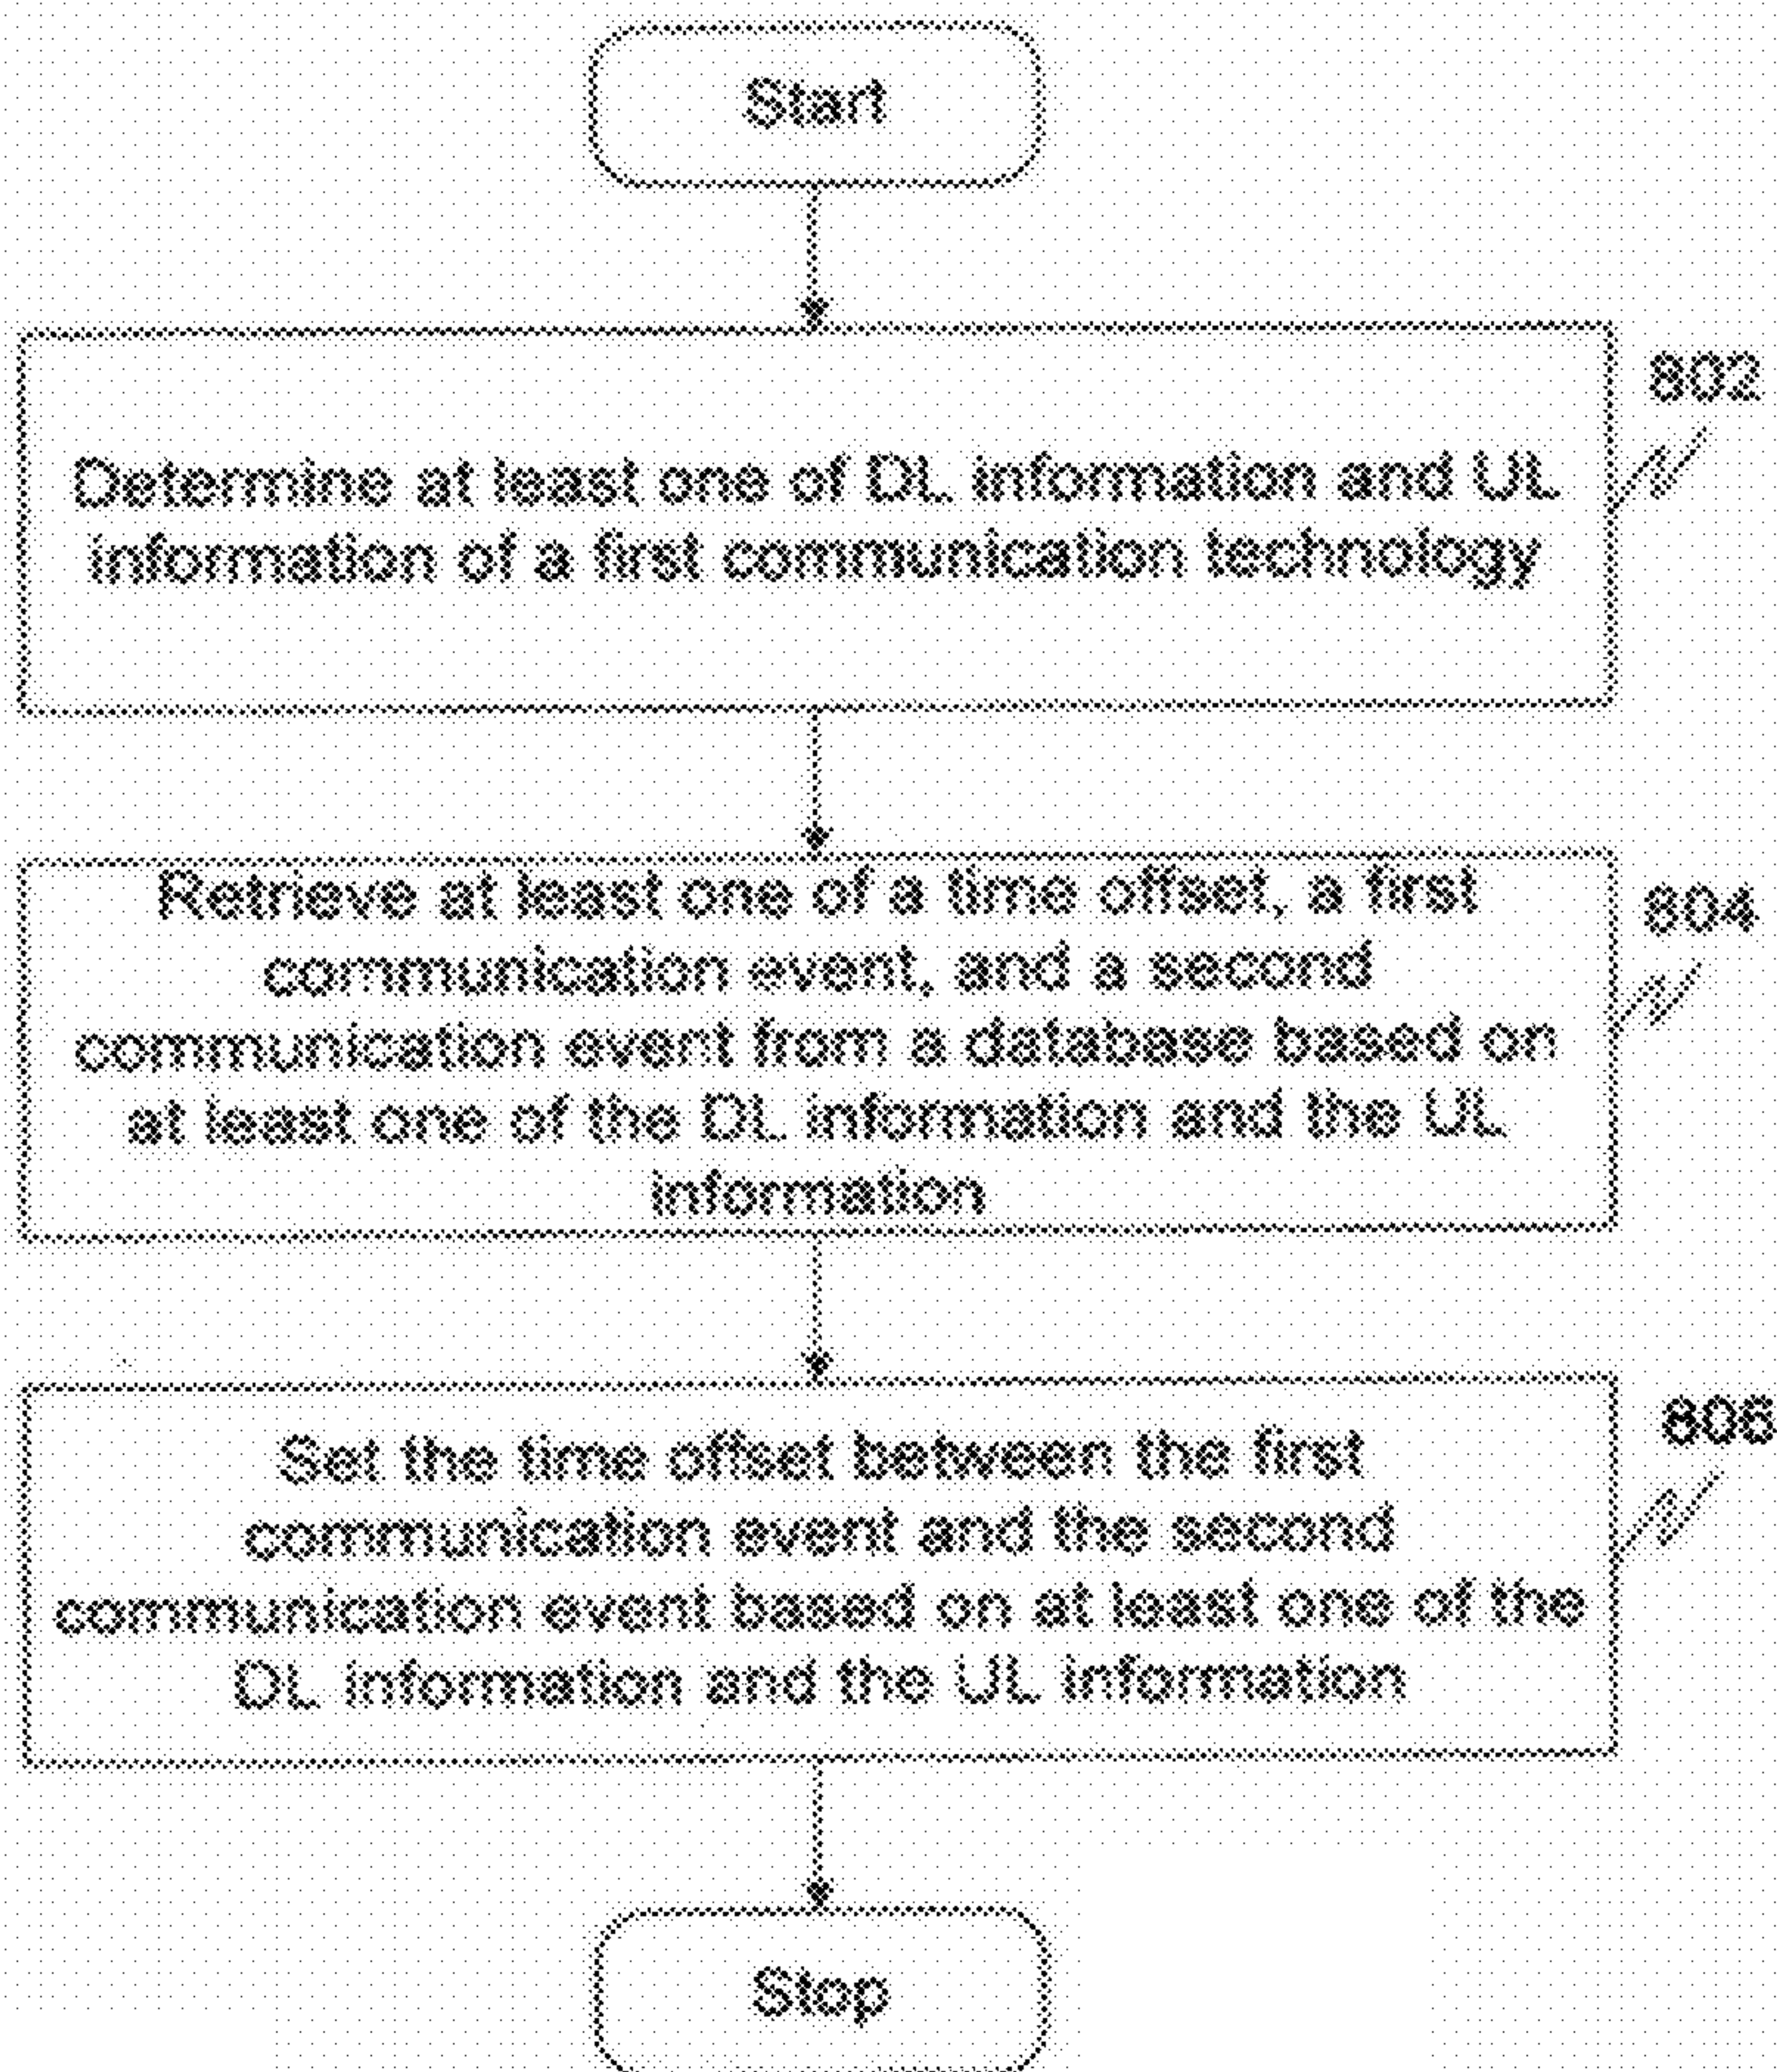 Start
802
Determine at least one of DL information and UL
information of a first communication technology
804
Retrieve at least one of a time offset, a first
communication event, and a second
communication event from a database based on
at least one of the DL information and the UL
information
806
Set the time offset between the first
communication event and the second
communication event based on at least one of the
DL information and the UL information
Stop